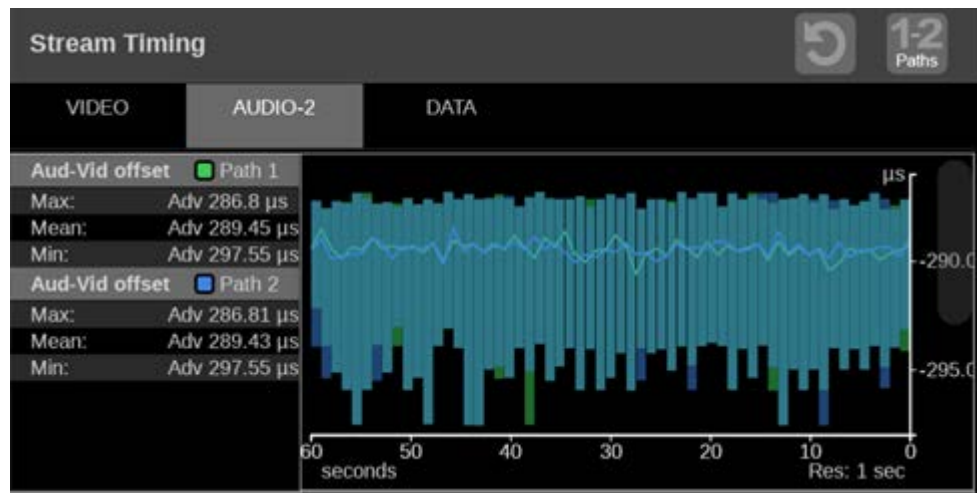 Stream Timing
1-2
Paths
VIDEO AUDIO-2 DATA
Aud-Vid offset Path 1
Max: Adv 286.8 µs
Mean: Adv 289.45 µs
Min: Adv 297.55 µs
Aud-Vid offset Path 2
Max: Adv 286.81 µs
Mean: Adv 289.43 µs
Min: Adv 297.55 µs
µs
-290.0
-295.0
60 50 40 30 20 10 0
seconds Res: 1 sec